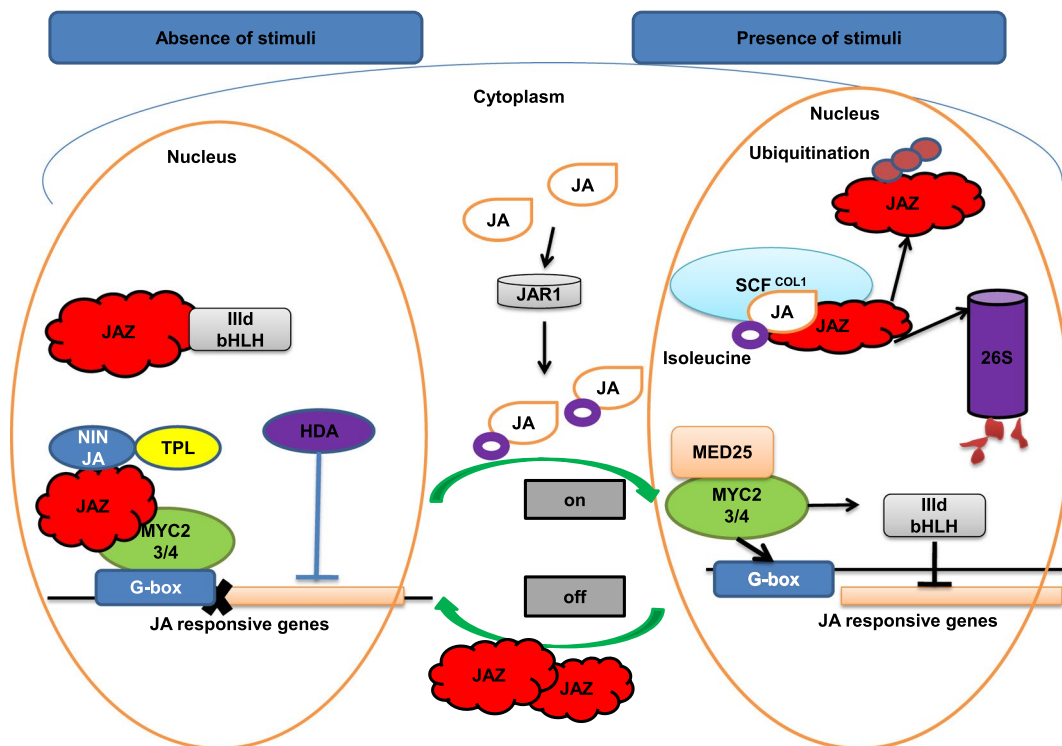 Absence of stimuli
Presence of stimuli
Cytoplasm
Nucleus
JAZ
IIId
bHLH
NIN
JA
TPL
HDA
JAZ
MYC2
3/4
G-box
JA responsive genes
JA
JA
JAR1
JA
JA
on
off
JAZ
JAZ
Nucleus
Ubiquitination
JAZ
SCF COL1
JA
JAZ
Isoleucine
26S
MED25
MYC2
3/4
IIId
bHLH
G-box
JA responsive genes